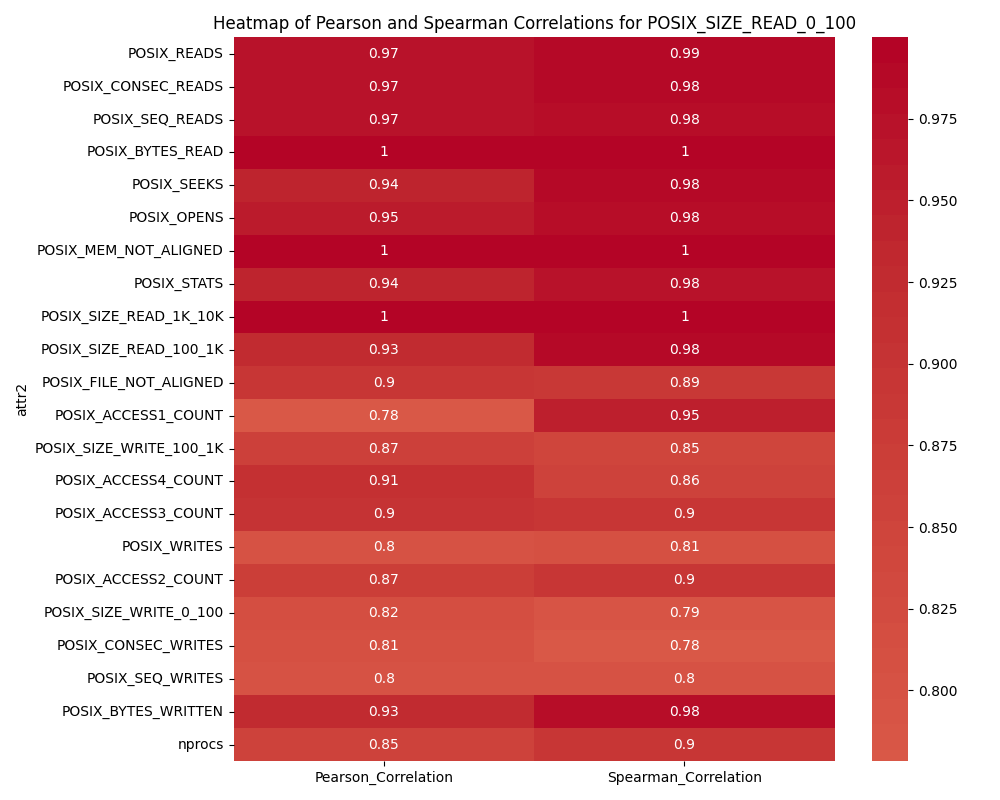 Heatmap of Pearson and Spearman Correlations for POSIX_SIZE_READ_0_100
POSIX_READS 0.97 0.99
POSIX_CONSEC_READS 0.97 0.98
POSIX_SEQ_READS 0.97 0.98
POSIX_BYTES_READ 1 1
POSIX_SEEKS 0.94 0.98
POSIX_OPENS 0.95 0.98
POSIX_MEM_NOT_ALIGNED 1 1
POSIX_STATS 0.94 0.98
POSIX_SIZE_READ_1K_10K 1 1
POSIX_SIZE_READ_100_1K 0.93 0.98
POSIX_FILE_NOT_ALIGNED 0.9 0.89
POSIX_ACCESS1_COUNT 0.78 0.95
POSIX_SIZE_WRITE_100_1K 0.87 0.85
POSIX_ACCESS4_COUNT 0.91 0.86
POSIX_ACCESS3_COUNT 0.9 0.9
POSIX_WRITES 0.8 0.81
POSIX_ACCESS2_COUNT 0.87 0.9
POSIX_SIZE_WRITE_0_100 0.82 0.79
POSIX_CONSEC_WRITES 0.81 0.78
POSIX_SEQ_WRITES 0.8 0.8
POSIX_BYTES_WRITTEN 0.93 0.98
nprocs 0.85 0.9
attr2
Pearson_Correlation Spearman_Correlation
0.975
0.950
0.925
0.900
0.875
0.850
0.825
0.800